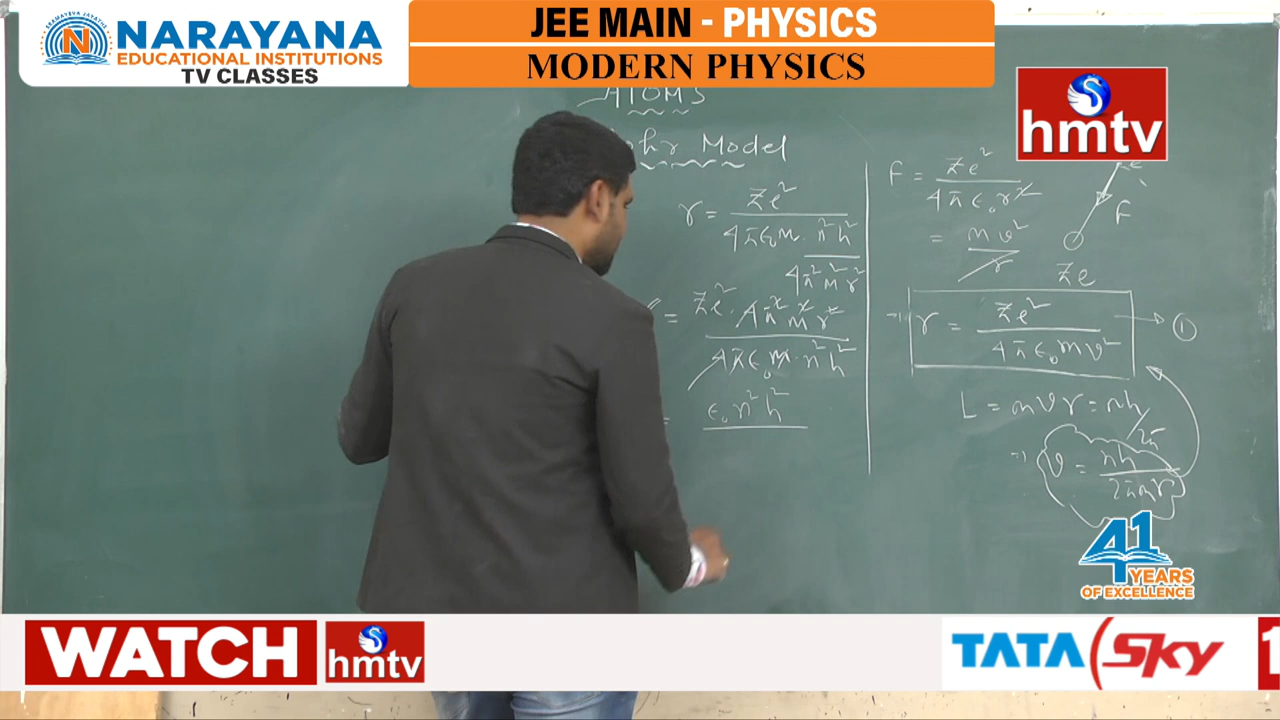 NARAYANA
EDUCATIONAL INSTITUTIONS
TV CLASSES
JEE MAIN - PHYSICS
MODERN PHYSICS
hmtv
ATOMS
Bohr Model
r = Ze² / 4πε₀m · n²h² / 4π²m²r²
= Ze² · 4π²m²r² / 4πε₀m · n²h²
= ε₀n²h²
F = Ze² / 4πε₀r²
= mv² / r
F
Ze
⇒ r = Ze² / 4πε₀mv² → ①
L = mvr = nh/2π
⇒ v = nh / 2πmr
41
YEARS
OF EXCELLENCE
WATCH hmtv
TATA Sky 1